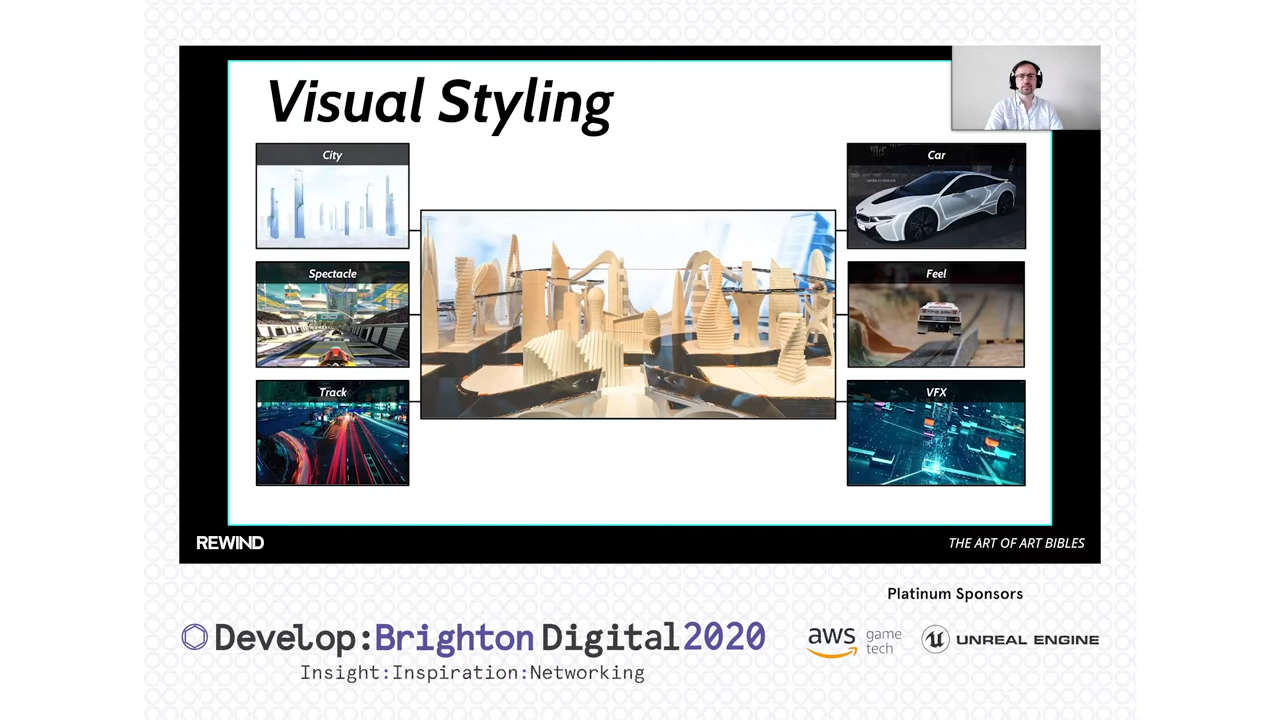 Visual Styling
City
Car
Spectacle
Feel
Track
VFX
REWIND
THE ART OF ART BIBLES
Platinum Sponsors
Develop:Brighton Digital 2020
Insight:Inspiration:Networking
aws game tech
UNREAL ENGINE